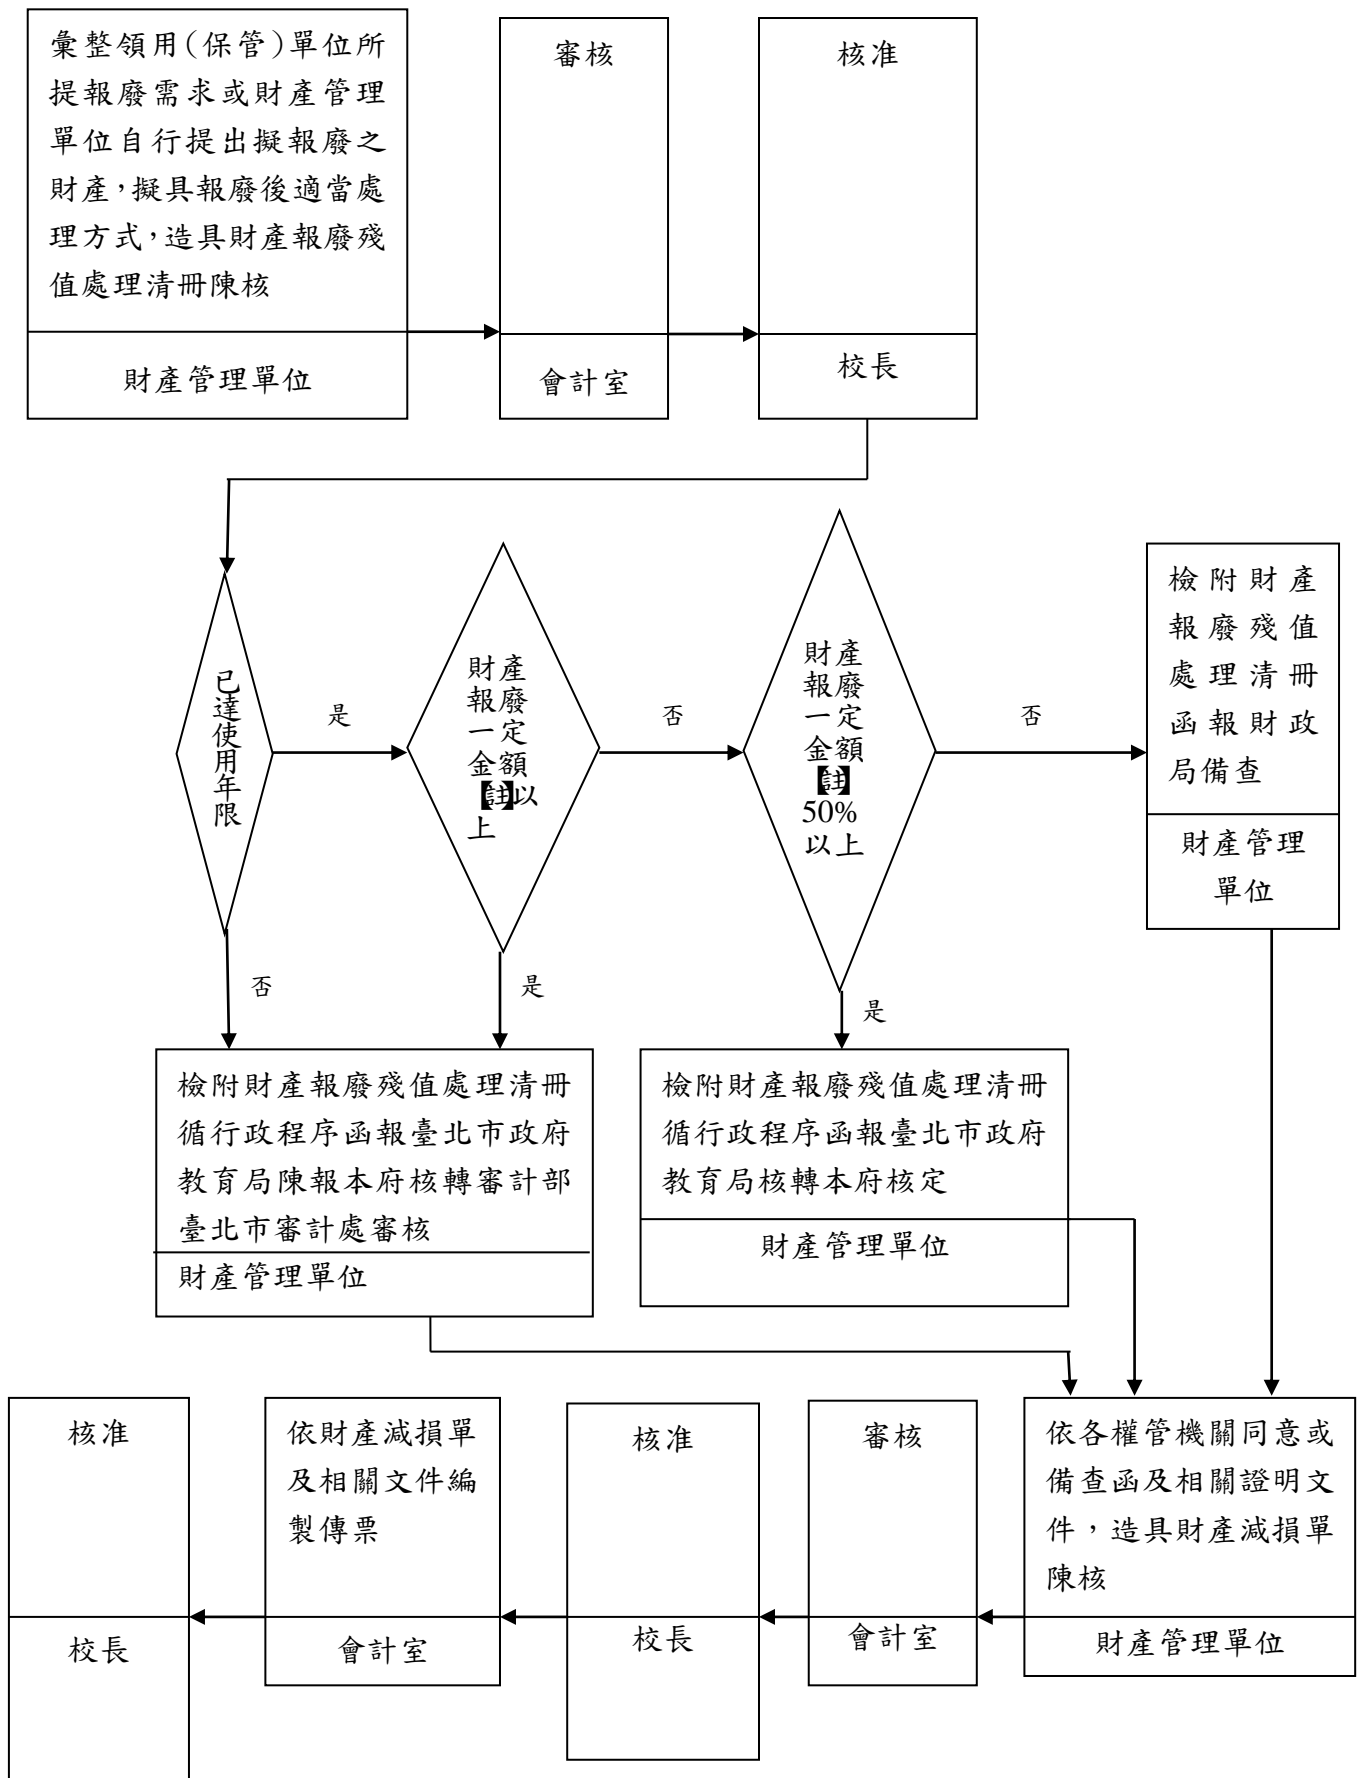 彙整領用(保管)單位所
提報廢需求或財產管理
單位自行提出擬報廢之
財產，擬具報廢後適當處
理方式，造具財產報廢殘
值處理清冊陳核
財產管理單位
審核
會計室
核准
校長
已達使用年限
是
否
財產
報廢
一定
金額
【註】以
上
否
是
財產
報廢
一定
金額
【註】
50%
以上
否
是
檢附財產
報廢殘值
處理清冊
函報財政
局備查
財產管理
單位
檢附財產報廢殘值處理清冊
循行政程序函報臺北市政府
教育局陳報本府核轉審計部
臺北市審計處審核
財產管理單位
檢附財產報廢殘值處理清冊
循行政程序函報臺北市政府
教育局核轉本府核定
財產管理單位
依各權管機關同意或
備查函及相關證明文
件，造具財產減損單
陳核
財產管理單位
審核
會計室
核准
校長
依財產減損單
及相關文件編
製傳票
會計室
核准
校長